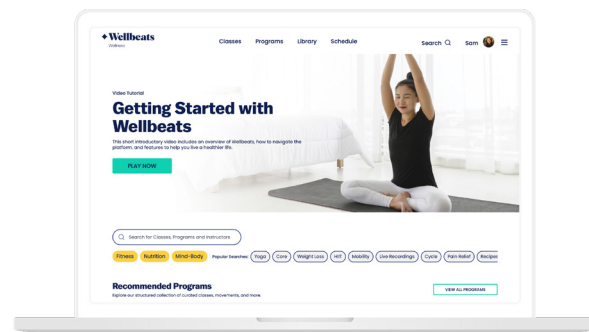 Wellbeats
Wellness
Classes Programs Library Schedule Search Sam
Video Tutorial
Getting Started with
Wellbeats
This short introductory video includes an overview of Wellbeats, how to navigate the
platform, and features to help you live a healthier life.
PLAY NOW
Search for Classes, Programs and Instructors
Fitness Nutrition Mind-Body Popular Searches: Yoga Core Weight Loss HIIT Mobility Live Recordings Cycle Pain Relief Recipes
Recommended Programs
Explore our structured collection of curated classes, movements, and more.
VIEW ALL PROGRAMS